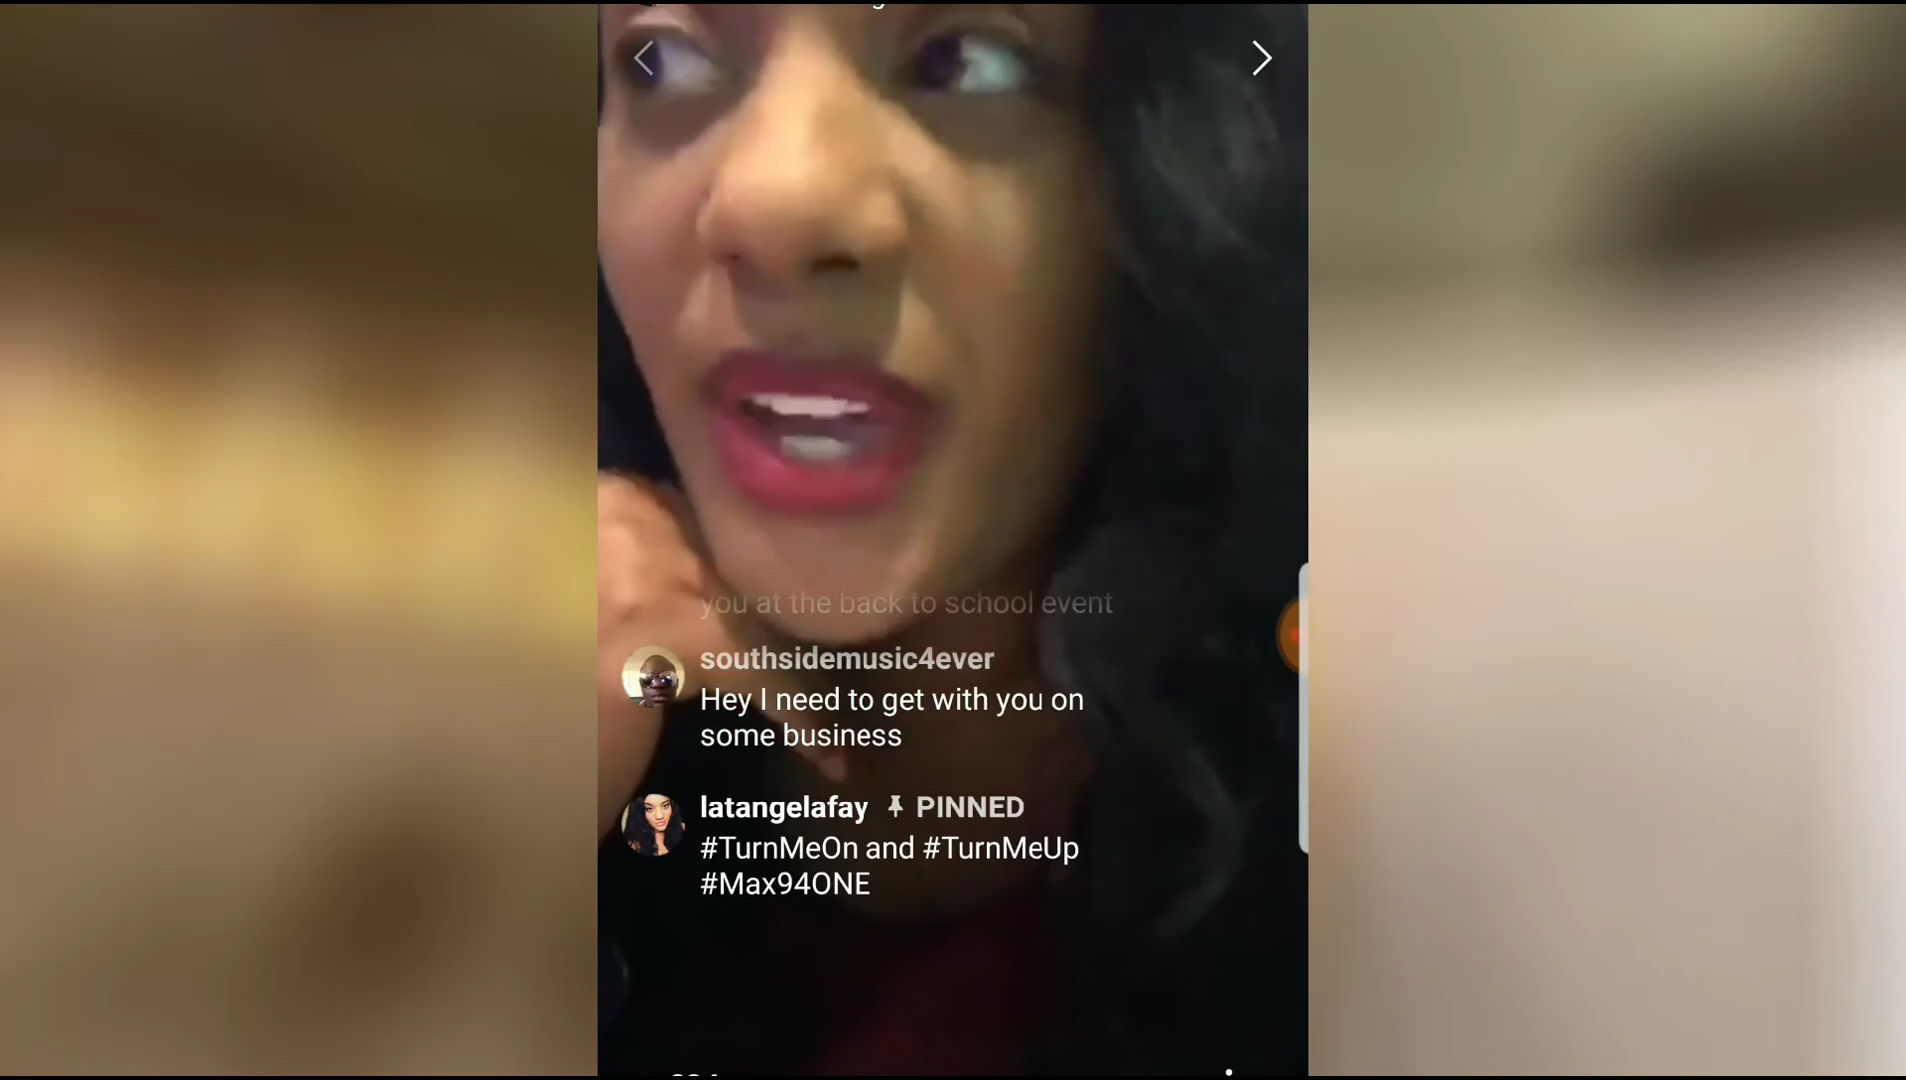 you at the back to school event
southsidemusic4ever
Hey I need to get with you on
some business
latangelafay PINNED
#TurnMeOn and #TurnMeUp
#Max94ONE